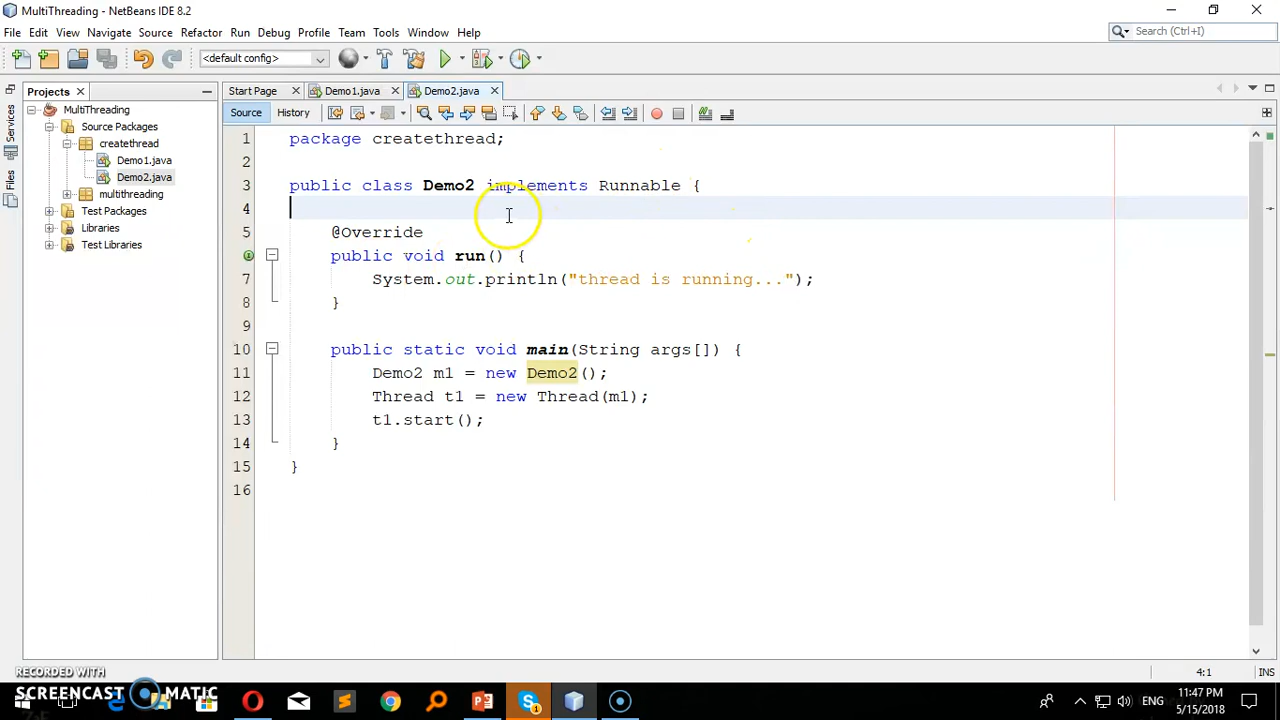 MultiThreading - NetBeans IDE 8.2
File Edit View Navigate Source Refactor Run Debug Profile Team Tools Window Help
Search (Ctrl+I)
<default config>
Projects
Start Page Demo1.java Demo2.java
Services
Files
MultiThreading
Source Packages
createthread
Demo1.java
Demo2.java
multithreading
Test Packages
Libraries
Test Libraries
Source History
1 package createthread;
2
3 public class Demo2 implements Runnable {
4
5 @Override
6 public void run() {
7 System.out.println("thread is running...");
8 }
9
10 public static void main(String args[]) {
11 Demo2 m1 = new Demo2();
12 Thread t1 = new Thread(m1);
13 t1.start();
14 }
15 }
16
4:1 INS
RECORDED WITH
SCREENCAST MATIC
ENG
11:47 PM
5/15/2018